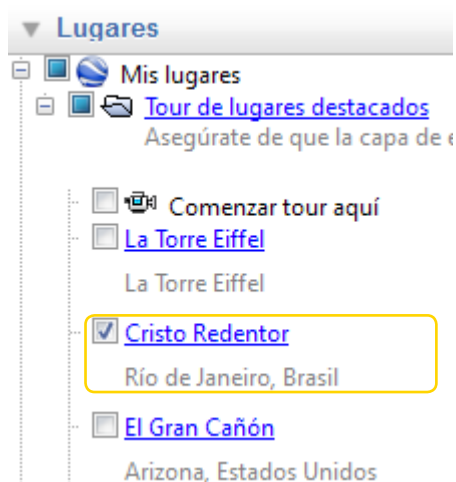 Lugares
Mis lugares
Tour de lugares destacados
Asegúrate de que la capa de e
Comenzar tour aquí
La Torre Eiffel
La Torre Eiffel
Cristo Redentor
Río de Janeiro, Brasil
El Gran Cañón
Arizona, Estados Unidos